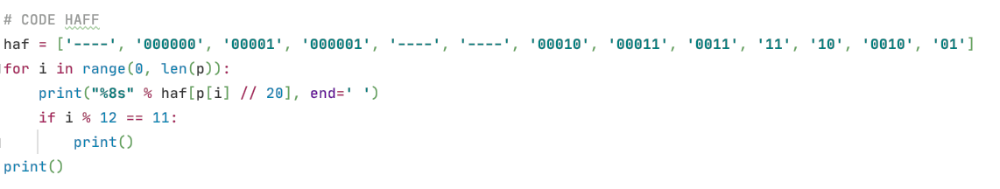 # CODE HAFF
haf = ['----', '000000', '00001', '000001', '----', '----', '00010', '00011', '0011', '11', '10', '0010', '01']
for i in range(0, len(p)):
    print("%8s" % haf[p[i] // 20], end=' ')
    if i % 12 == 11:
        print()
print()